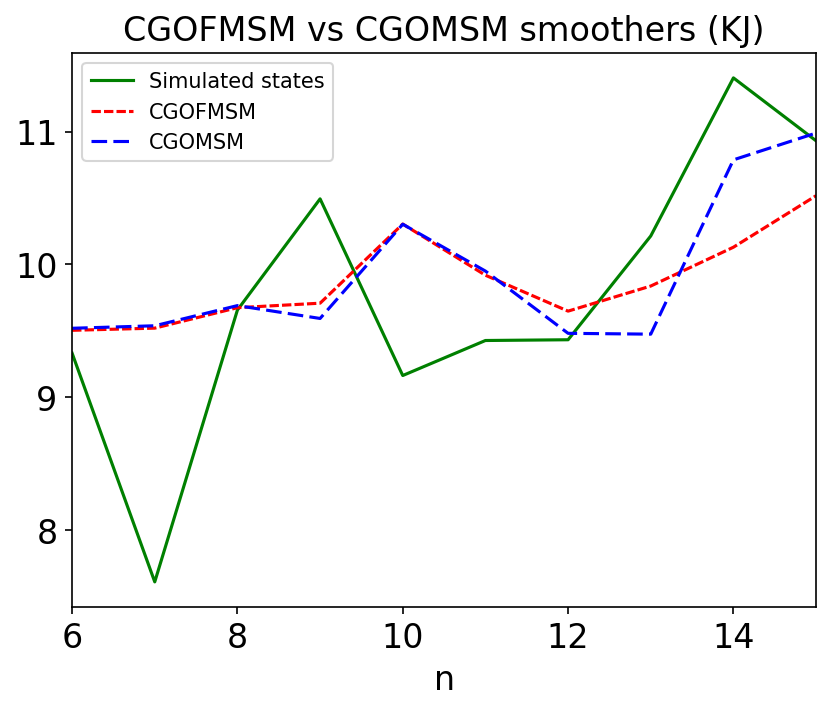 CGOFMSM vs CGOMSM smoothers (KJ)
Simulated states
CGOFMSM
CGOMSM
11
10
9
8
6 8 10 12 14
n